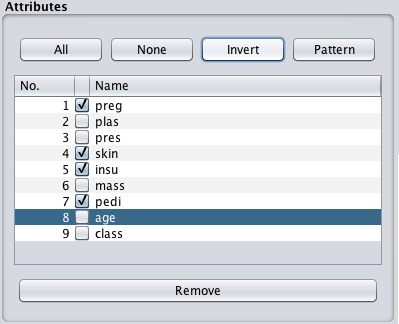 Attributes
All None Invert Pattern
No. Name
1 preg
2 plas
3 pres
4 skin
5 insu
6 mass
7 pedi
8 age
9 class
Remove